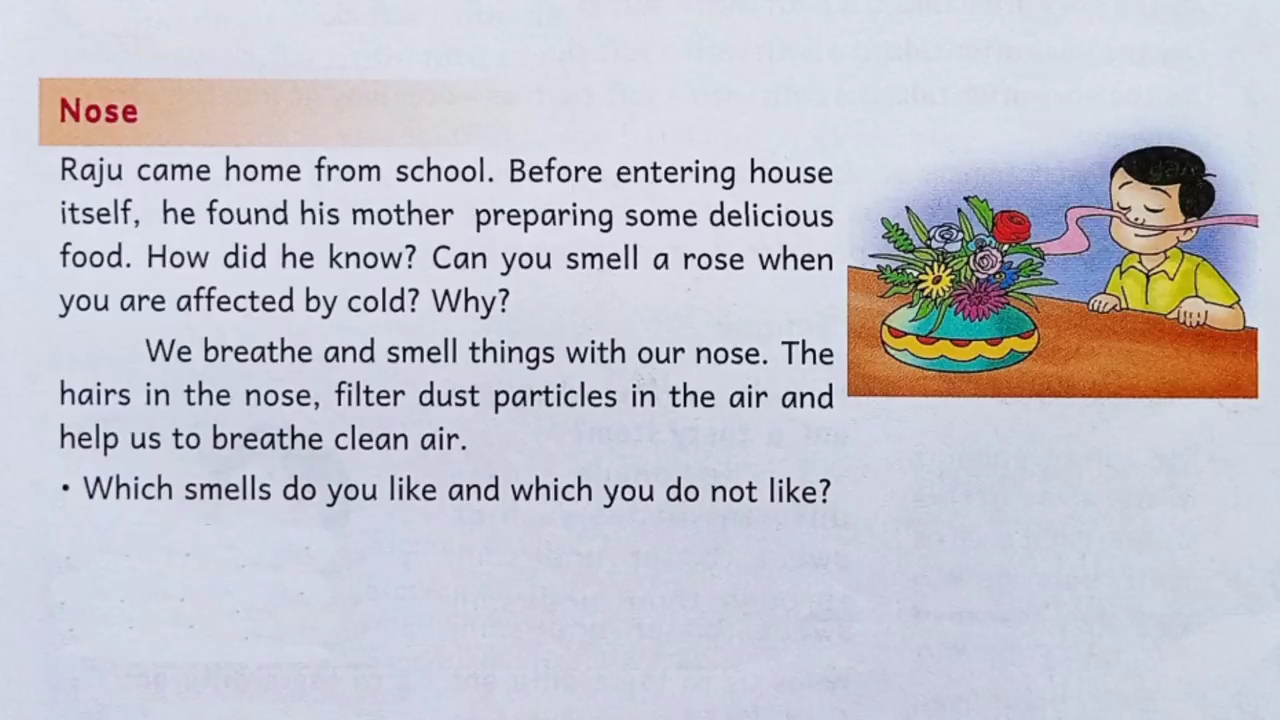 Nose
Raju came home from school. Before entering house
itself, he found his mother preparing some delicious
food. How did he know? Can you smell a rose when
you are affected by cold? Why?
We breathe and smell things with our nose. The
hairs in the nose, filter dust particles in the air and
help us to breathe clean air.
• Which smells do you like and which you do not like?